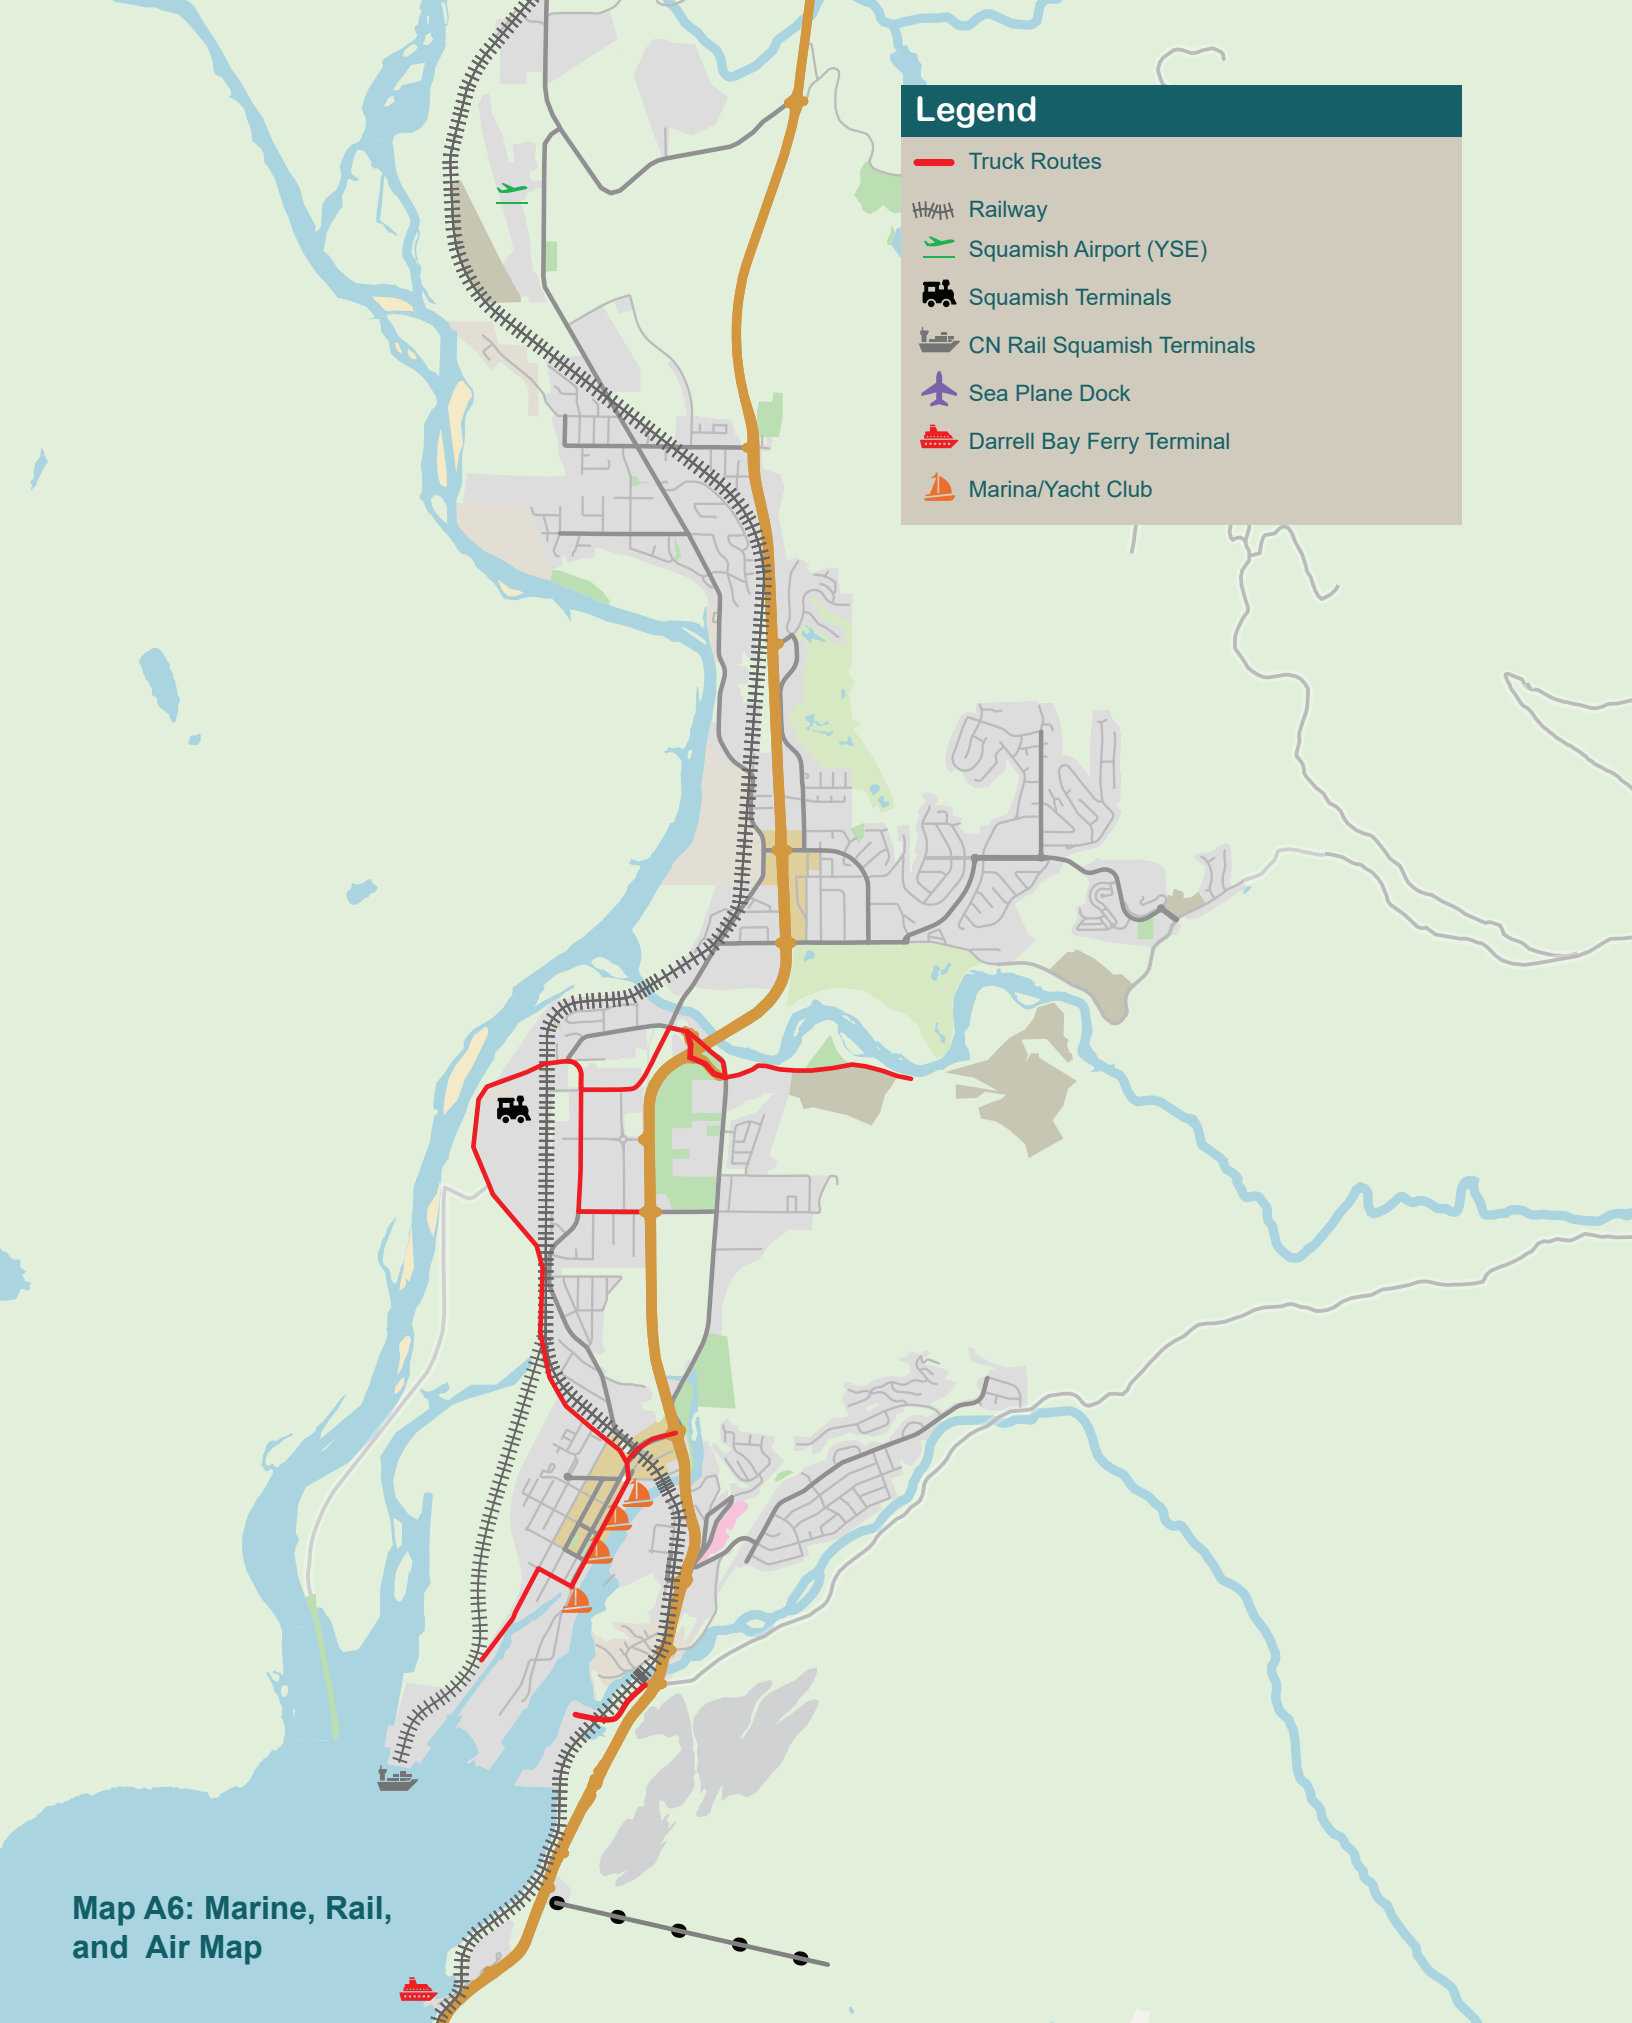 Legend
Truck Routes
Railway
Squamish Airport (YSE)
Squamish Terminals
CN Rail Squamish Terminals
Sea Plane Dock
Darrell Bay Ferry Terminal
Marina/Yacht Club
Map A6: Marine, Rail,
and  Air Map